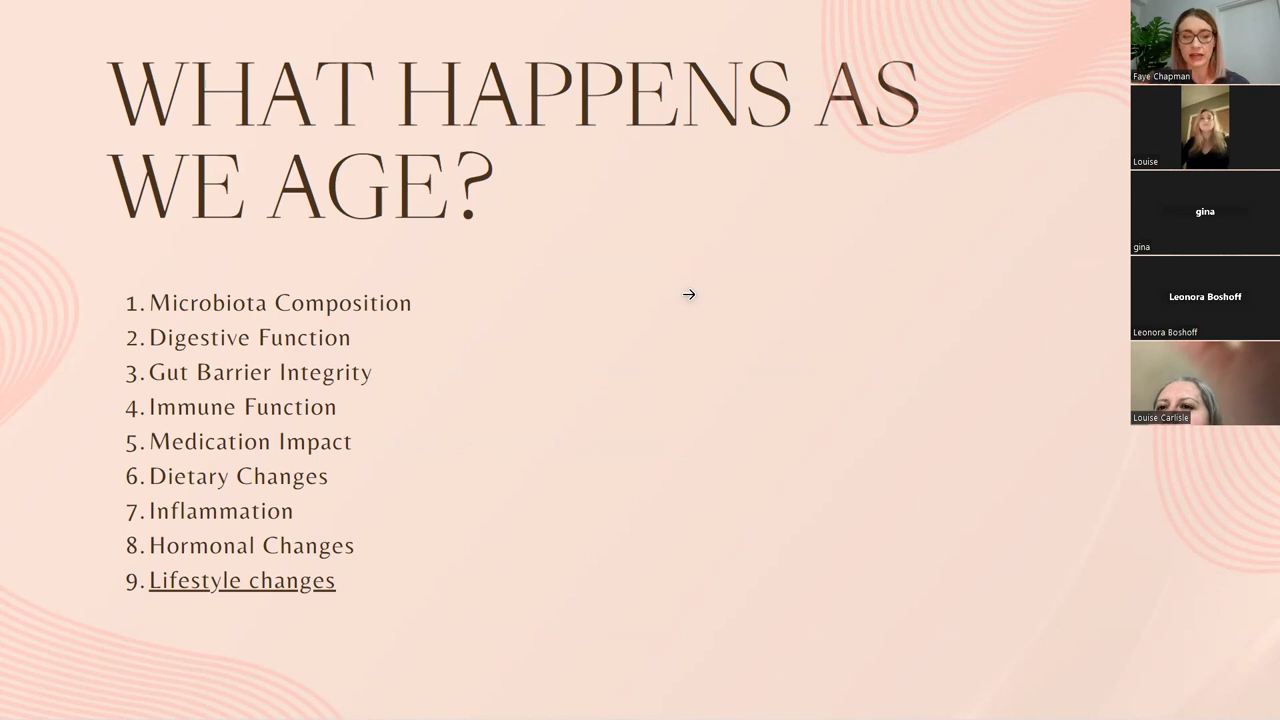 WHAT HAPPENS AS
WE AGE?
1. Microbiota Composition
2. Digestive Function
3. Gut Barrier Integrity
4. Immune Function
5. Medication Impact
6. Dietary Changes
7. Inflammation
8. Hormonal Changes
9. Lifestyle changes
Faye Chapman
Louise
gina
gina
Leonora Boshoff
Leonora Boshoff
Louise Carlisle